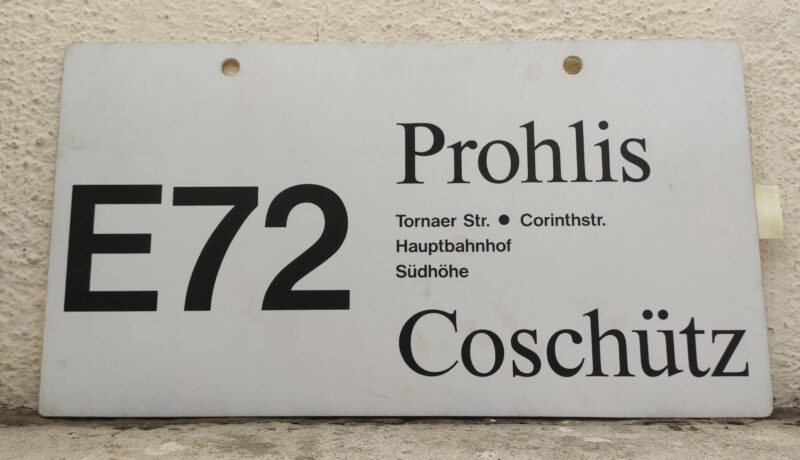 E72
Prohlis
Tornaer Str. ● Corinthstr.
Hauptbahnhof
Südhöhe
Coschütz